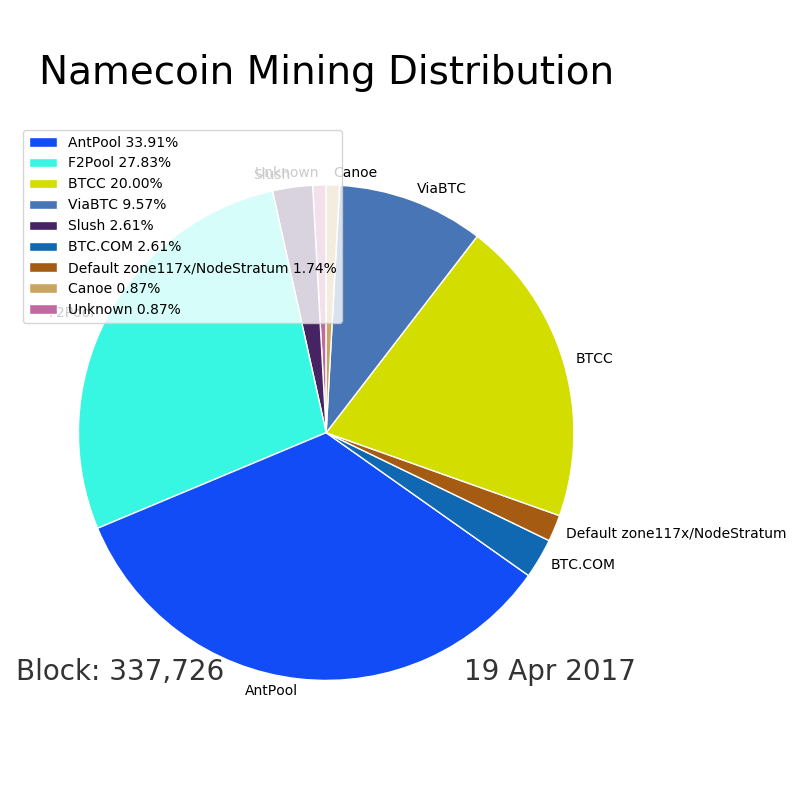 Namecoin Mining Distribution
AntPool 33.91%
F2Pool 27.83%
BTCC 20.00%
ViaBTC 9.57%
Slush 2.61%
BTC.COM 2.61%
Default zone117x/NodeStratum 1.74%
Canoe 0.87%
Unknown 0.87%
Unknown
Slush
Canoe
ViaBTC
F2Pool
BTCC
Default zone117x/NodeStratum
BTC.COM
AntPool
Block: 337,726
19 Apr 2017